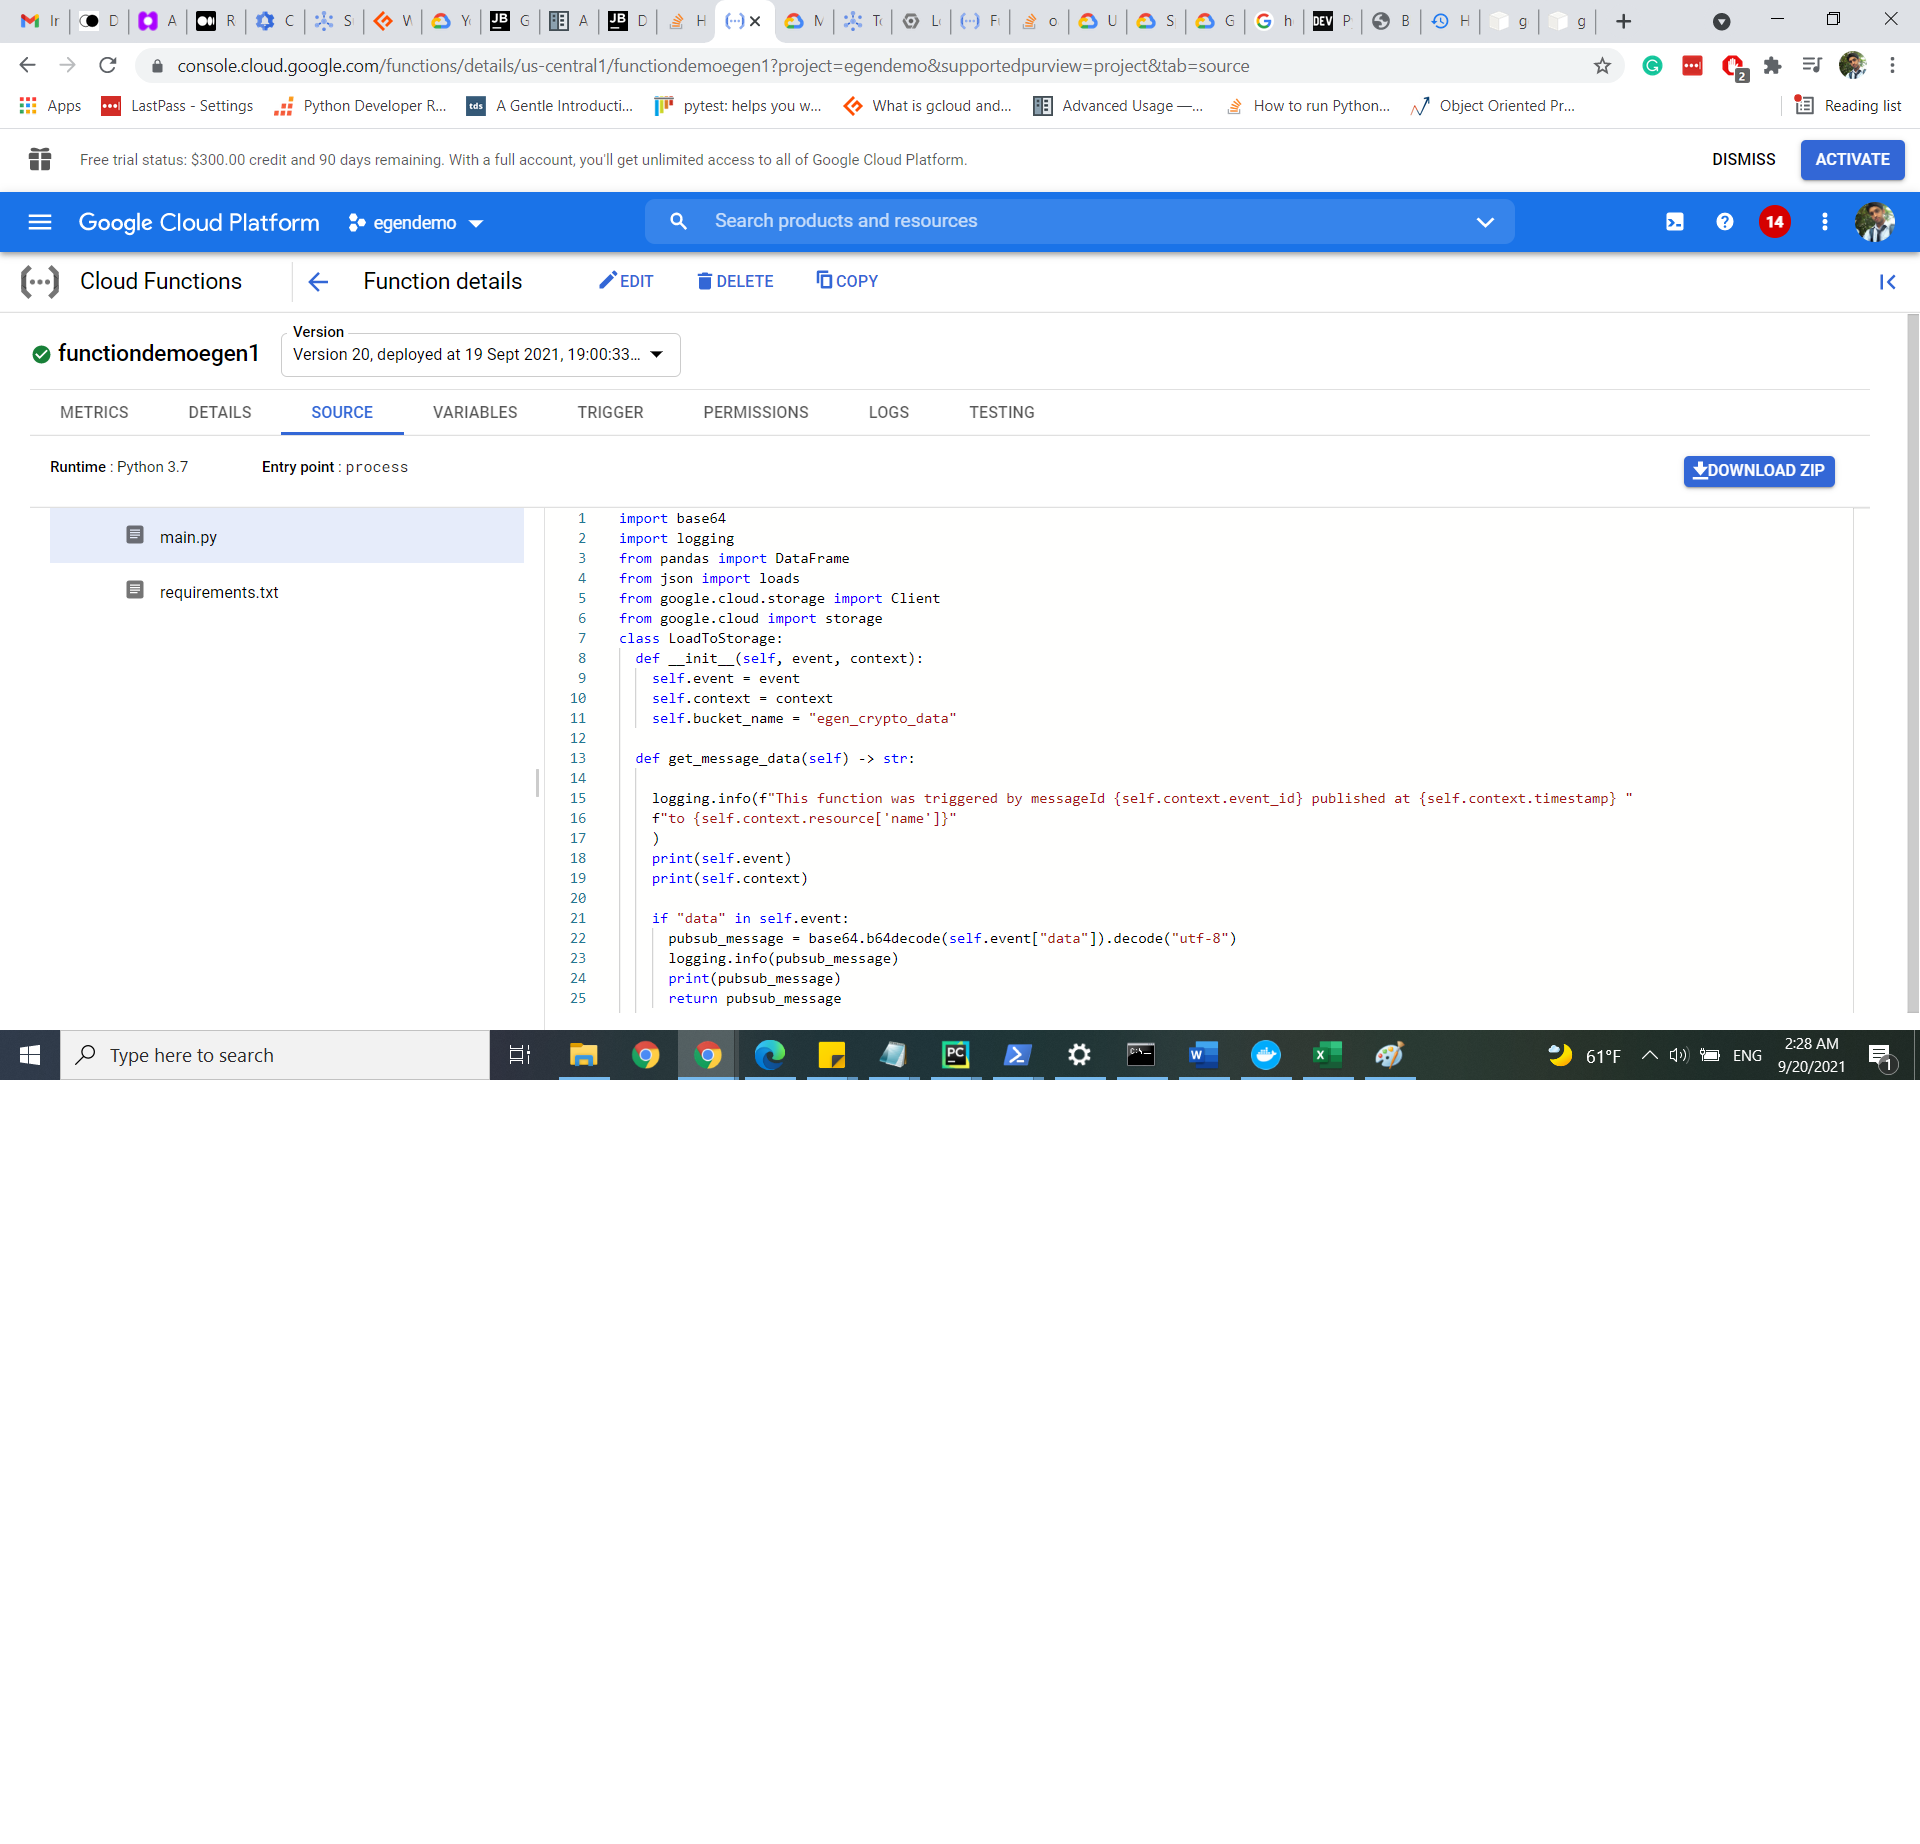 In D A R C S W Yo JB G A JB D H M To L Fu o U S G h DEV P B H g g
console.cloud.google.com/functions/details/us-central1/functiondemoegen1?project=egendemo&supportedpurview=project&tab=source 2
Apps LastPass - Settings Python Developer R... tds A Gentle Introducti... pytest: helps you w... What is gcloud and... Advanced Usage —... How to run Python... Object Oriented Pr... Reading list
Free trial status: $300.00 credit and 90 days remaining. With a full account, you'll get unlimited access to all of Google Cloud Platform. DISMISS ACTIVATE
Google Cloud Platform egendemo Search products and resources 14
Cloud Functions Function details EDIT DELETE COPY
Version
functiondemoegen1 Version 20, deployed at 19 Sept 2021, 19:00:33...
METRICS DETAILS SOURCE VARIABLES TRIGGER PERMISSIONS LOGS TESTING
Runtime : Python 3.7 Entry point : process DOWNLOAD ZIP
main.py
requirements.txt
1 import base64
2 import logging
3 from pandas import DataFrame
4 from json import loads
5 from google.cloud.storage import Client
6 from google.cloud import storage
7 class LoadToStorage:
8 def __init__(self, event, context):
9 self.event = event
10 self.context = context
11 self.bucket_name = "egen_crypto_data"
12
13 def get_message_data(self) -> str:
14
15 logging.info(f"This function was triggered by messageId {self.context.event_id} published at {self.context.timestamp} "
16 f"to {self.context.resource['name']}"
17 )
18 print(self.event)
19 print(self.context)
20
21 if "data" in self.event:
22 pubsub_message = base64.b64decode(self.event["data"]).decode("utf-8")
23 logging.info(pubsub_message)
24 print(pubsub_message)
25 return pubsub_message
Type here to search 61°F ENG 2:28 AM
9/20/2021 1